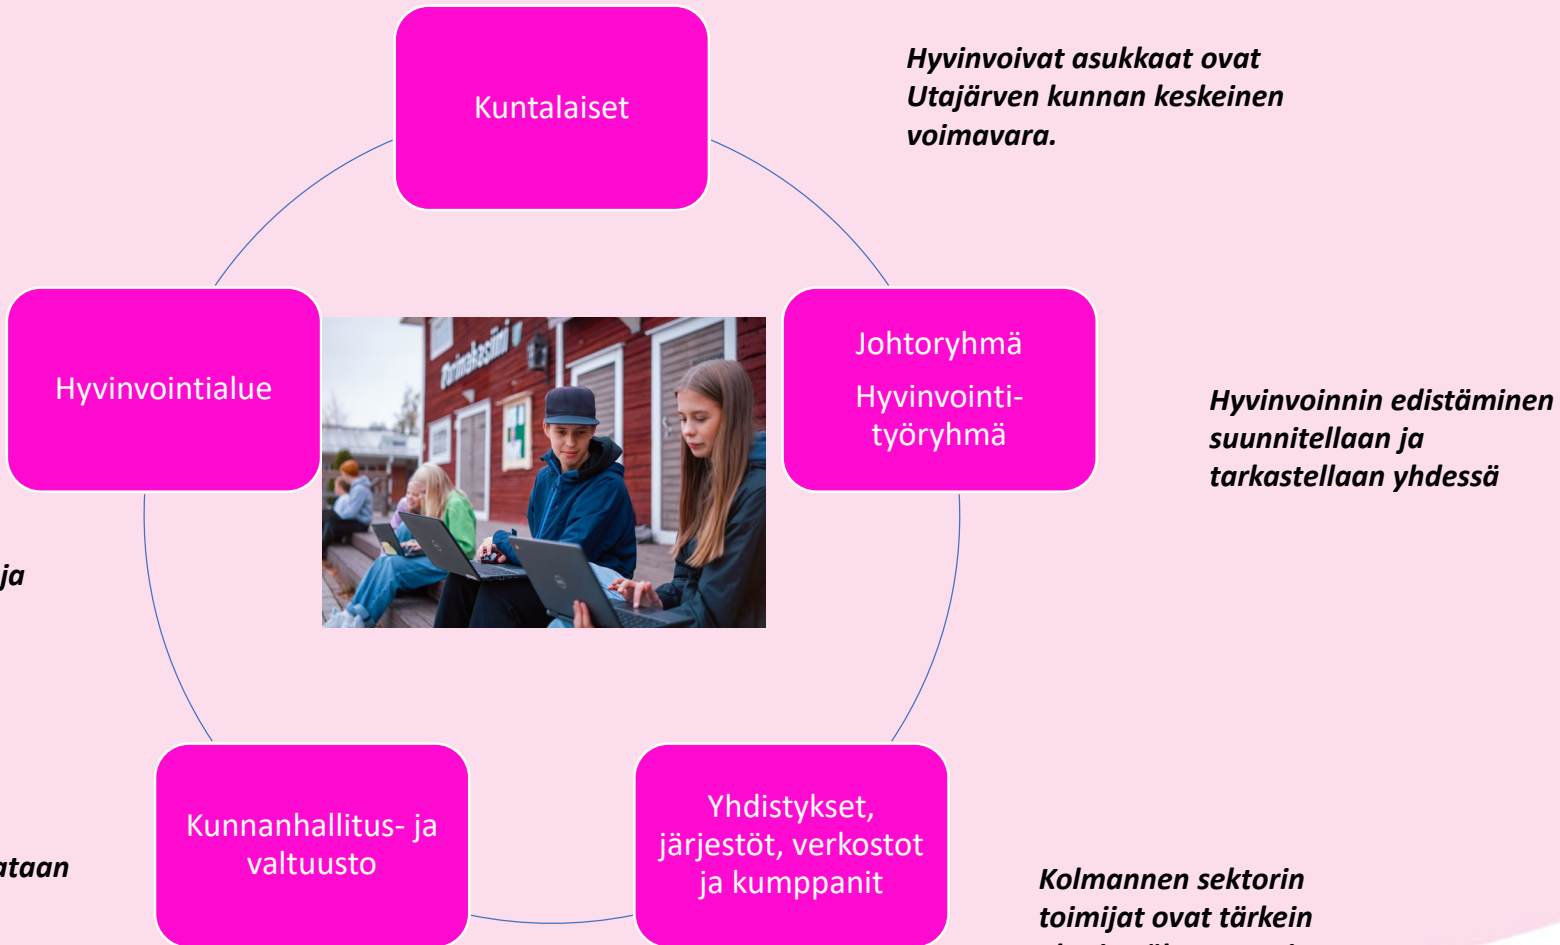 Kuntalaiset
Hyvinvoivat asukkaat ovat
Utajärven kunnan keskeinen
voimavara.
Hyvinvointialue
Johtoryhmä
Hyvinvointi-
työryhmä
Hyvinvoinnin edistäminen
suunnitellaan ja
tarkastellaan yhdessä
ja
Kunnanhallitus- ja
valtuusto
Yhdistykset,
järjestöt, verkostot
ja kumppanit
Kolmannen sektorin
toimijat ovat tärkein